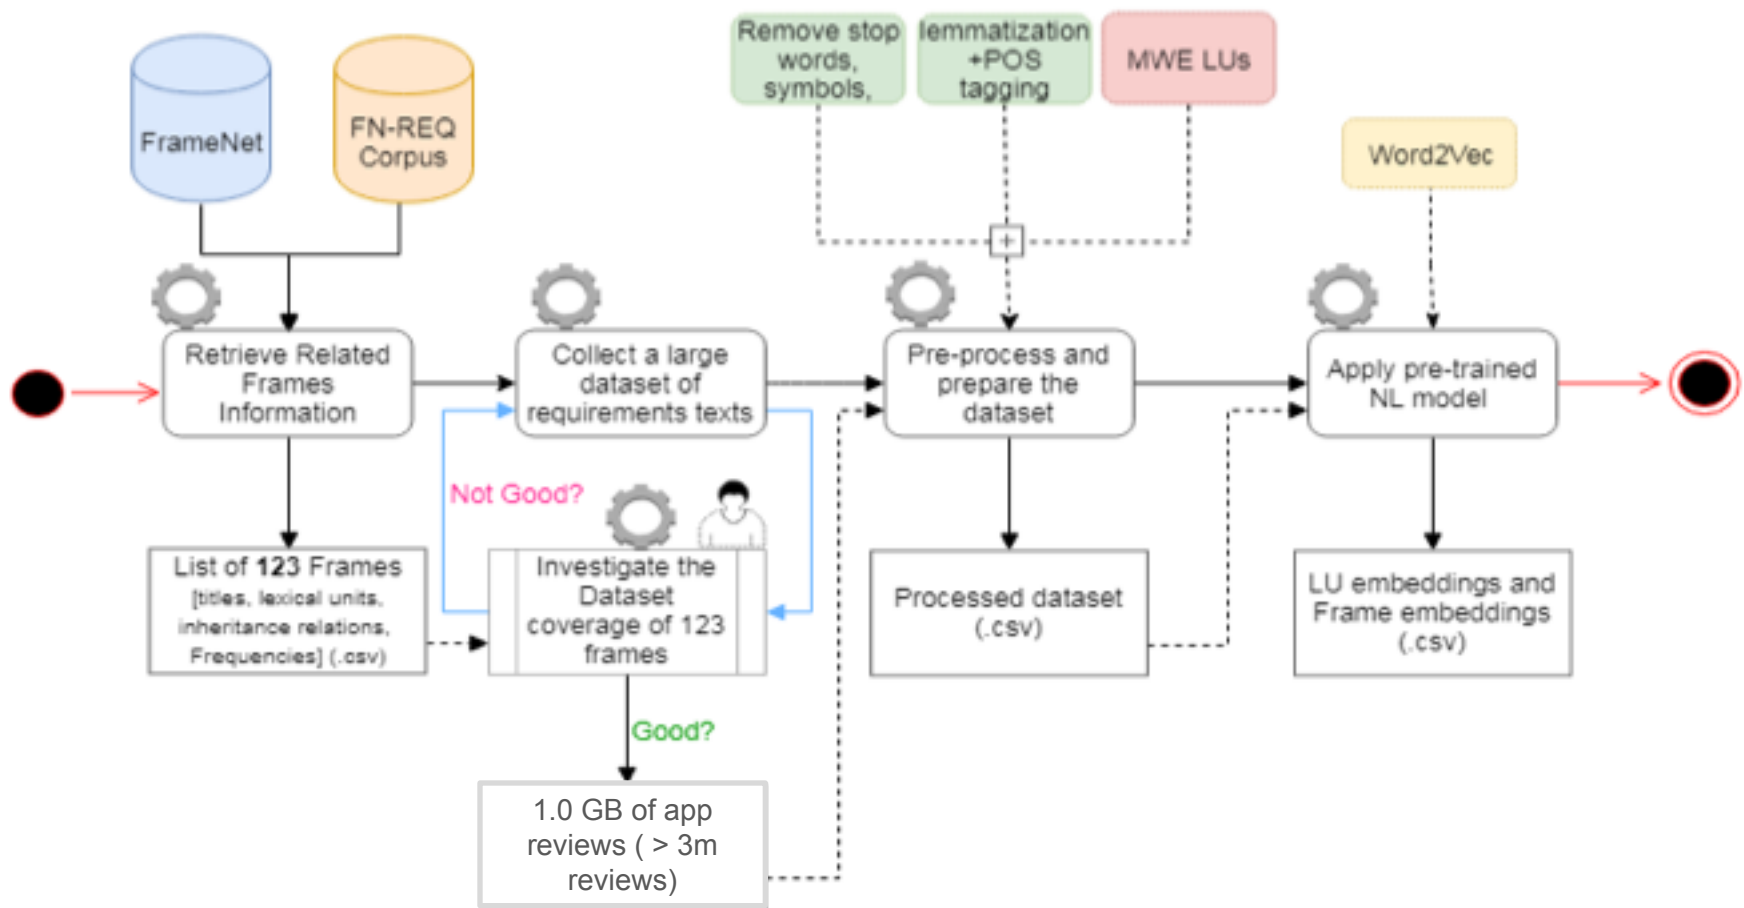 Remove stop
words,
symbols,
lemmatization
+POS
tagging
MWE LUs
FrameNet
FN-REQ
Corpus
Word2Vec
Retrieve Related
Frames
Information
Collect a large
dataset of
requirements texts
Pre-process and
prepare the
dataset
Apply pre-trained
NL model
Not Good?
List of 123 Frames
[titles, lexical units,
inheritance relations,
Frequencies] (.csv)
Investigate the
Dataset
coverage of 123
frames
Processed dataset
(.csv)
LU embeddings and
Frame embeddings
(.csv)
Good?
1.0 GB of app
reviews ( > 3m
reviews)